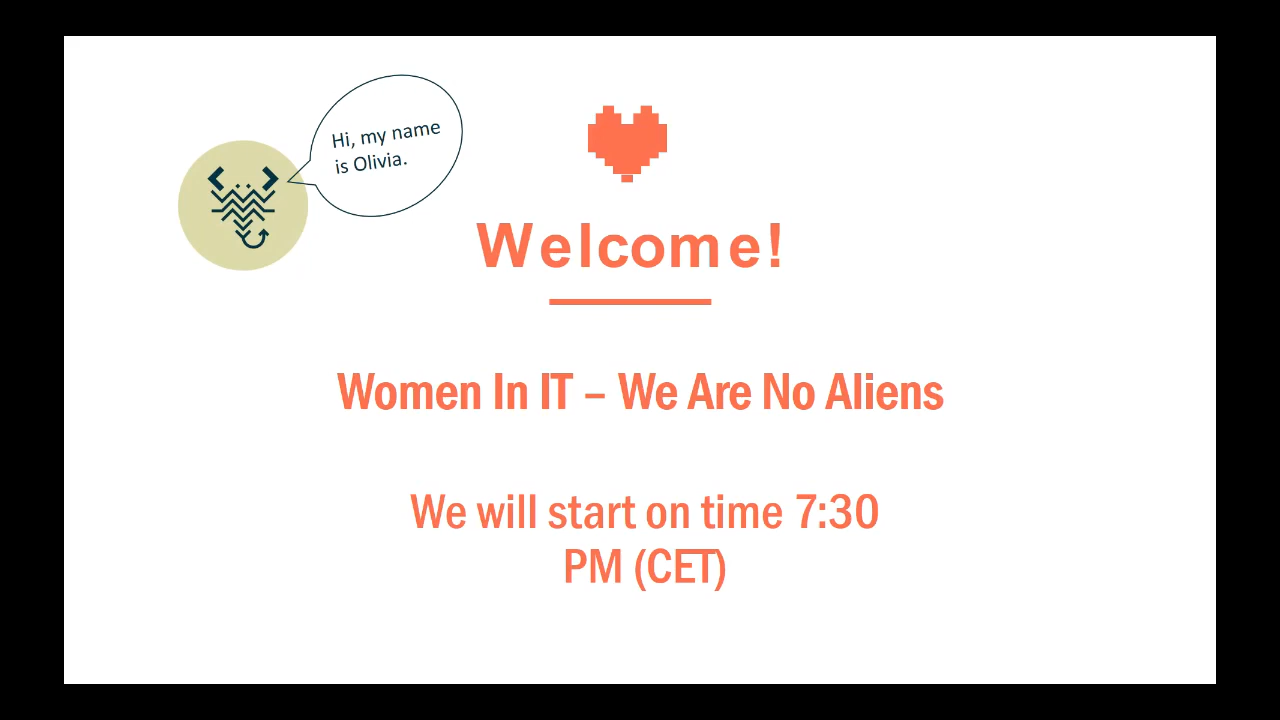 Hi, my name
is Olivia.
Welcome!
Women In IT – We Are No Aliens
We will start on time 7:30
PM (CET)